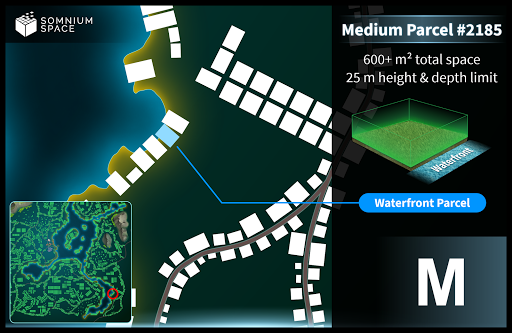 SOMNIUM
SPACE
Medium Parcel #2185
600+ m² total space
25 m height & depth limit
Waterfront
Waterfront Parcel
M